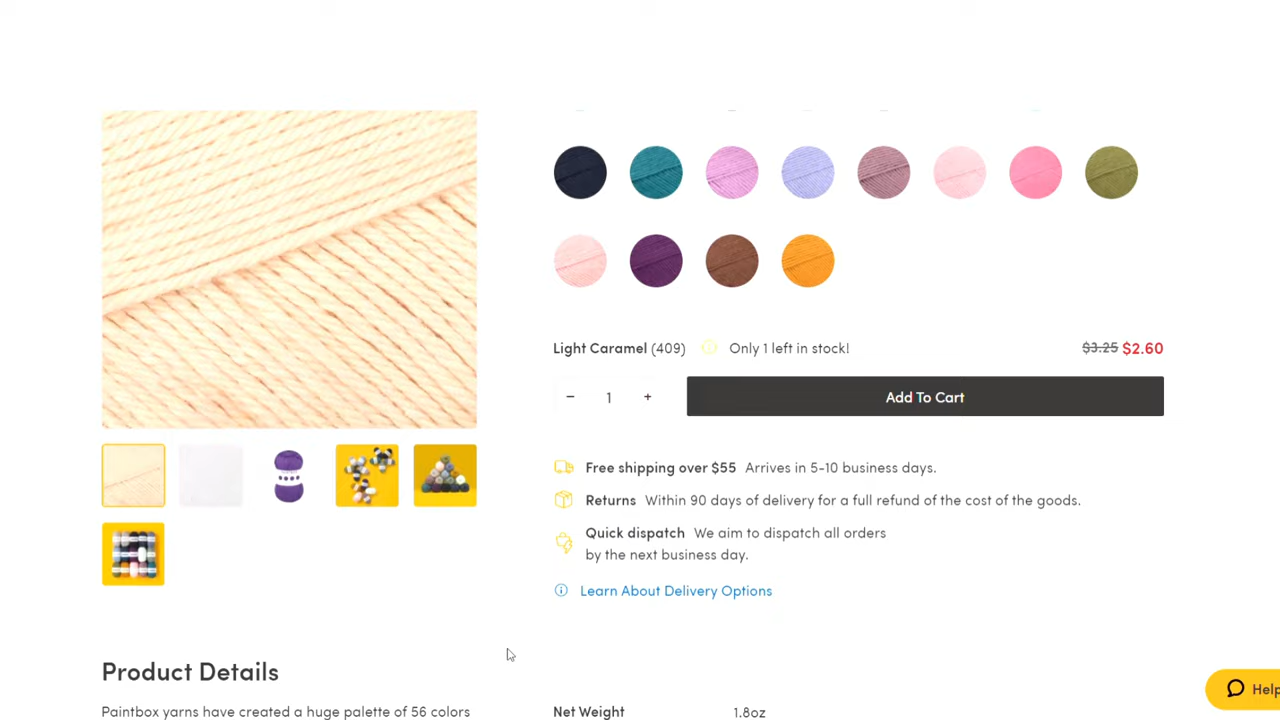 Light Caramel (409) Only 1 left in stock! $3.25 $2.60
− 1 + Add To Cart
Free shipping over $55 Arrives in 5-10 business days.
Returns Within 90 days of delivery for a full refund of the cost of the goods.
Quick dispatch We aim to dispatch all orders
by the next business day.
Learn About Delivery Options
Product Details
Paintbox yarns have created a huge palette of 56 colors
Net Weight 1.8oz
Help